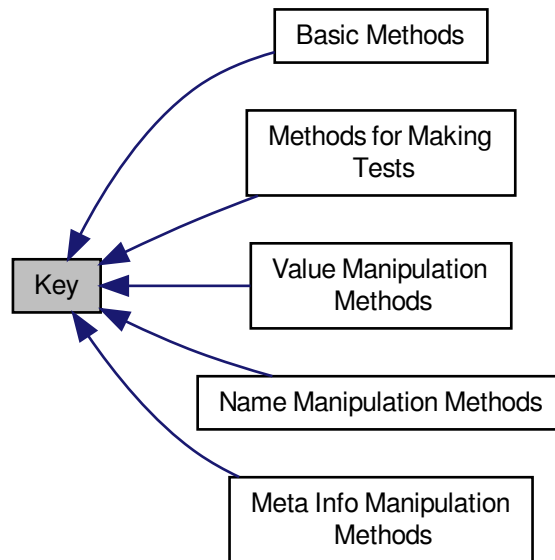 Basic Methods
Methods for Making
Tests
Key
Value Manipulation
Methods
Name Manipulation Methods
Meta Info Manipulation
Methods